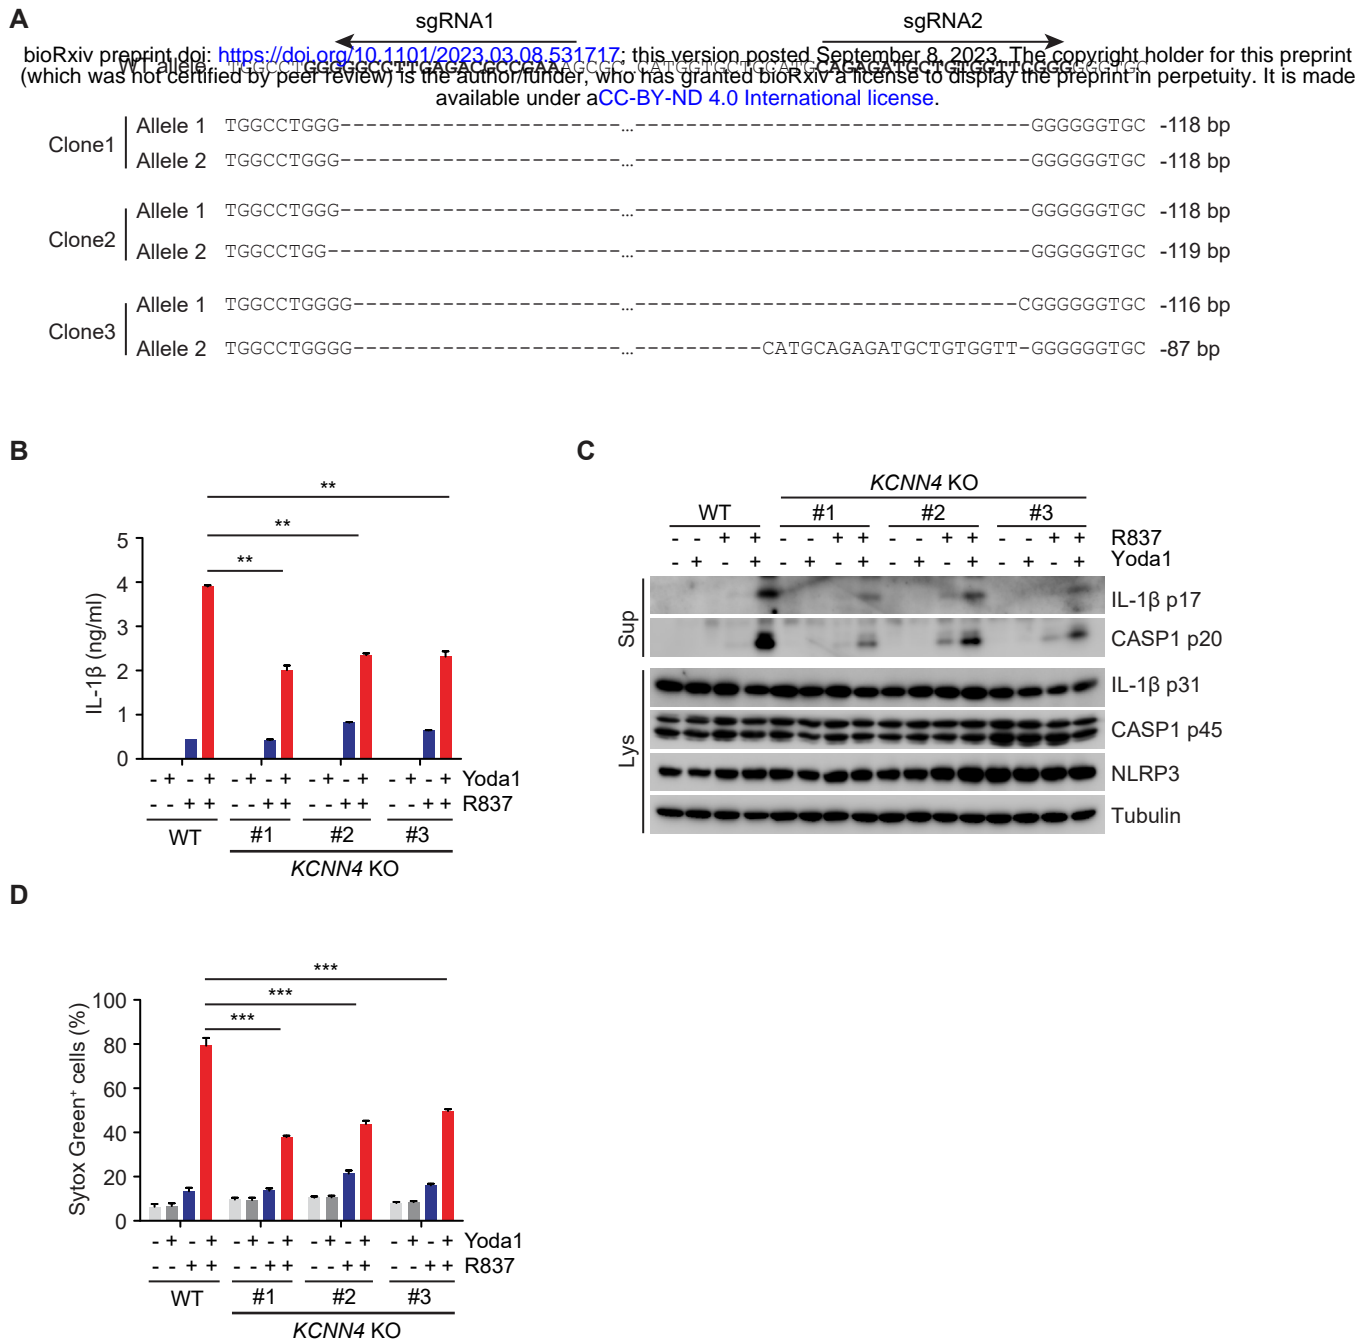 A
sgRNA1 sgRNA2
bioRxiv preprint doi: https://doi.org/10.1101/2023.03.08.531717; this version posted September 8, 2023. The copyright holder for this preprint
WT allele
(which was not certified by peer review) is the author/funder, who has granted bioRxiv a license to display the preprint in perpetuity. It is made
available under aCC-BY-ND 4.0 International license.
Clone1
Allele 1 TGGCCTGGG---------------------...------------------------------GGGGGGTGC -118 bp
Allele 2 TGGCCTGGG---------------------...------------------------------GGGGGGTGC -118 bp
Clone2
Allele 1 TGGCCTGGG---------------------...------------------------------GGGGGGTGC -118 bp
Allele 2 TGGCCTGG----------------------...------------------------------GGGGGGTGC -119 bp
Clone3
Allele 1 TGGCCTGGGG--------------------...-----------------------------CGGGGGGTGC -116 bp
Allele 2 TGGCCTGGGG--------------------...----------CATGCAGAGATGCTGTGGTT-GGGGGGTGC -87 bp
B
** 
**
**
IL-1β (ng/ml)
5
4
3
2
1
0
- + - + - + - + - + - + - + - + Yoda1
- - + + - - + + - - + + - - + + R837
WT #1 #2 #3
KCNN4 KO
C
KCNN4 KO
WT #1 #2 #3
- - + + - - + + - - + + - - + + R837
- + - + - + - + - + - + - + - + Yoda1
Sup
IL-1β p17
CASP1 p20
Lys
IL-1β p31
CASP1 p45
NLRP3
Tubulin
D
***
***
***
Sytox Green+ cells (%)
100
80
60
40
20
0
- + - + - + - + - + - + - + - + Yoda1
- - + + - - + + - - + + - - + + R837
WT #1 #2 #3
KCNN4 KO